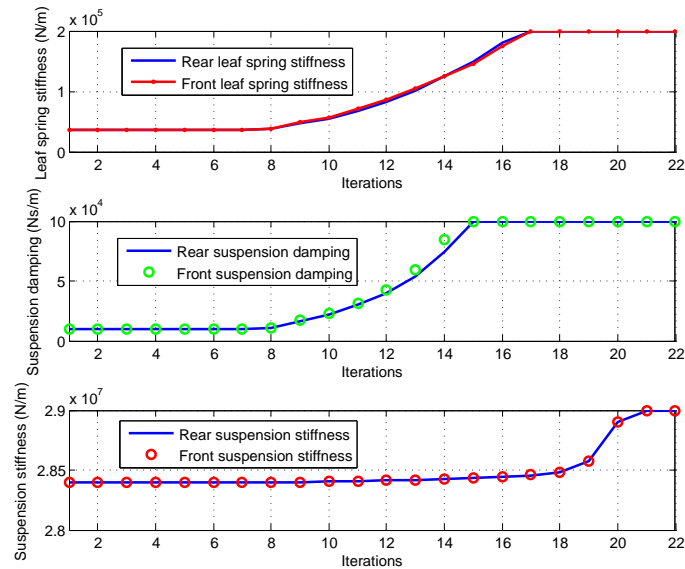 x 10^5
Leaf spring stiffness (N/m)
2
1
0
Rear leaf spring stiffness
Front leaf spring stiffness
2 4 6 8 10 12 14 16 18 20 22
Iterations
x 10^4
Suspension damping (Ns/m)
10
5
0
Rear suspension damping
Front suspension damping
2 4 6 8 10 12 14 16 18 20 22
Iterations
x 10^7
Suspension stiffness (N/m)
2.9
2.85
2.8
Rear suspension stiffness
Front suspension stiffness
2 4 6 8 10 12 14 16 18 20 22
Iterations